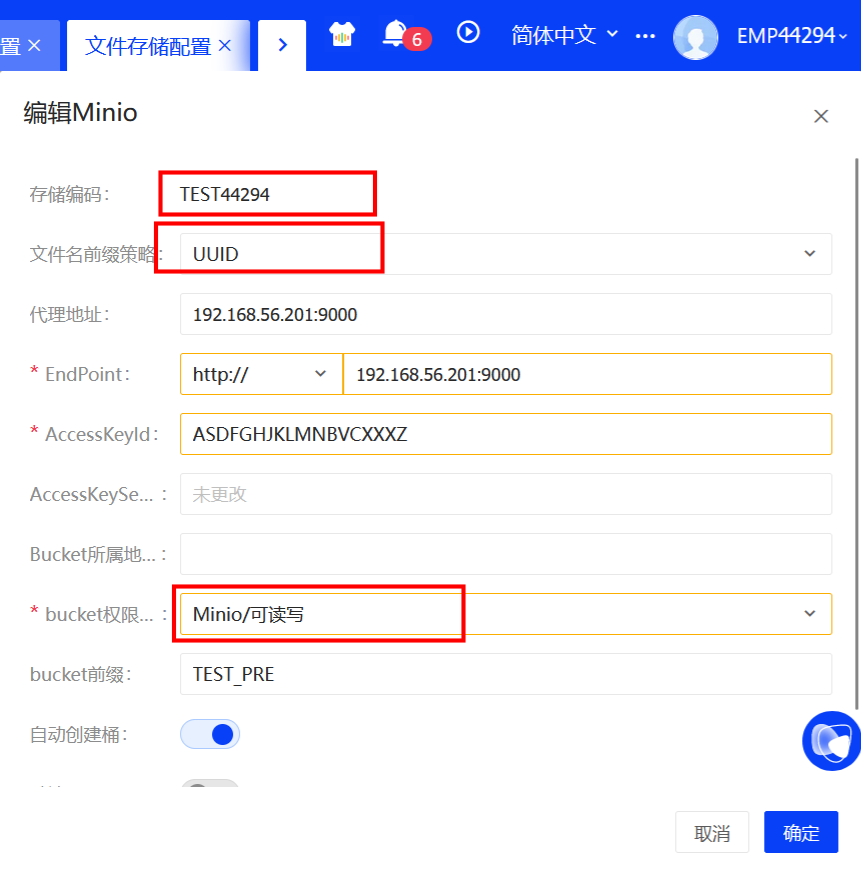 置 文件存储配置 6 简体中文 ... EMP44294
编辑Minio
存储编码： TEST44294
文件名前缀策略： UUID
代理地址： 192.168.56.201:9000
* EndPoint： http:// 192.168.56.201:9000
* AccessKeyId： ASDFGHJKLMNBVCXXXZ
AccessKeySe...： 未更改
Bucket所属地...：
* bucket权限...： Minio/可读写
bucket前缀： TEST_PRE
自动创建桶：
取消 确定